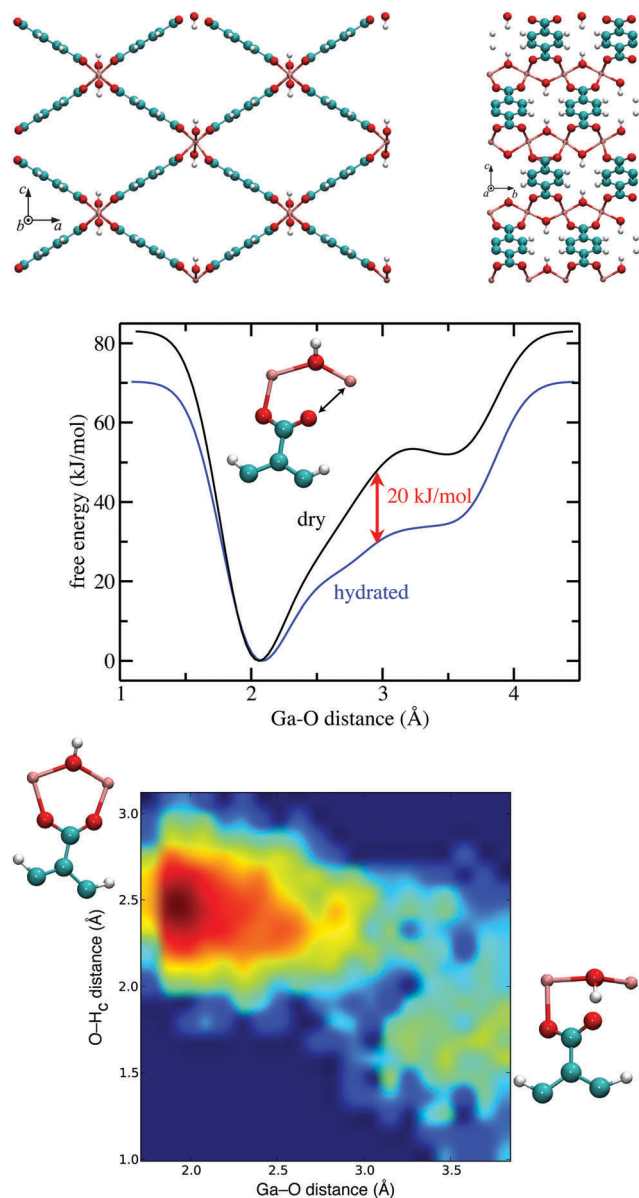 c
b
a
c
a
b
80
60
40
20
0
free energy (kJ/mol)
dry
20 kJ/mol
hydrated
1
2
3
4
Ga-O distance (Å)
3.0
2.5
2.0
1.5
1.0
O–Hc distance (Å)
2.0
2.5
3.0
3.5
Ga–O distance (Å)